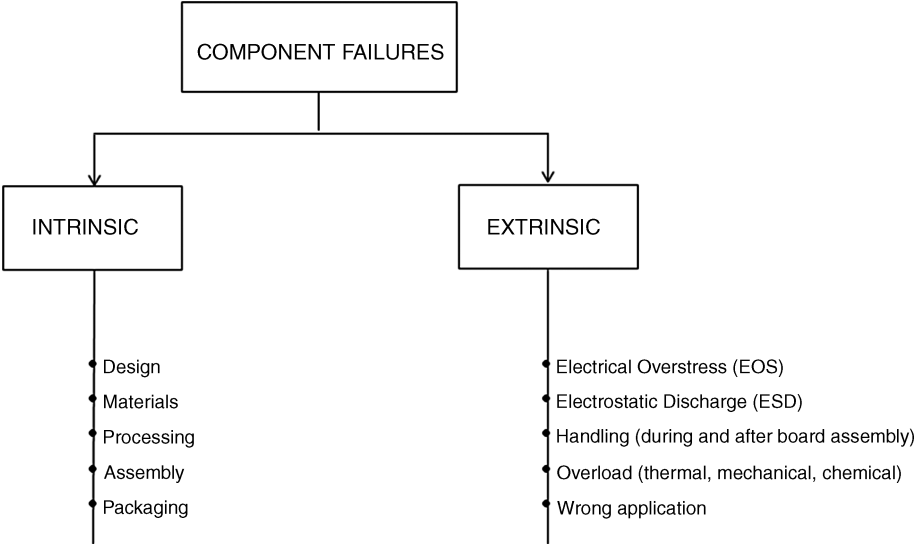 COMPONENT FAILURES
INTRINSIC
EXTRINSIC
Design
Materials
Processing
Assembly
Packaging
Electrical Overstress (EOS)
Electrostatic Discharge (ESD)
Handling (during and after board assembly)
Overload (thermal, mechanical, chemical)
Wrong application